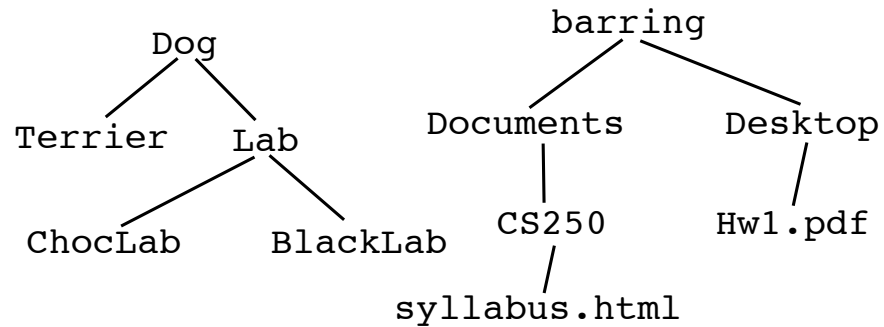 Dog
Terrier Lab
ChocLab BlackLab
barring
Documents Desktop
CS250 Hw1.pdf
syllabus.html